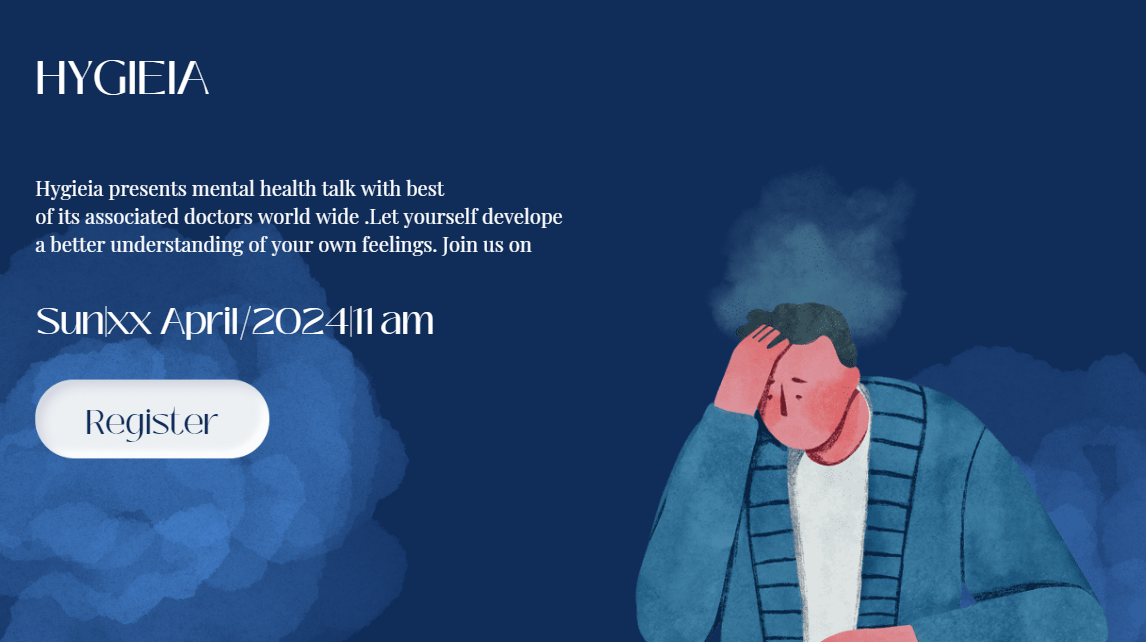 HYGIEIA
Hygieia presents mental health talk with best
of its associated doctors world wide .Let yourself develope
a better understanding of your own feelings. Join us on
Sun|xx April/2024|11 am
Register